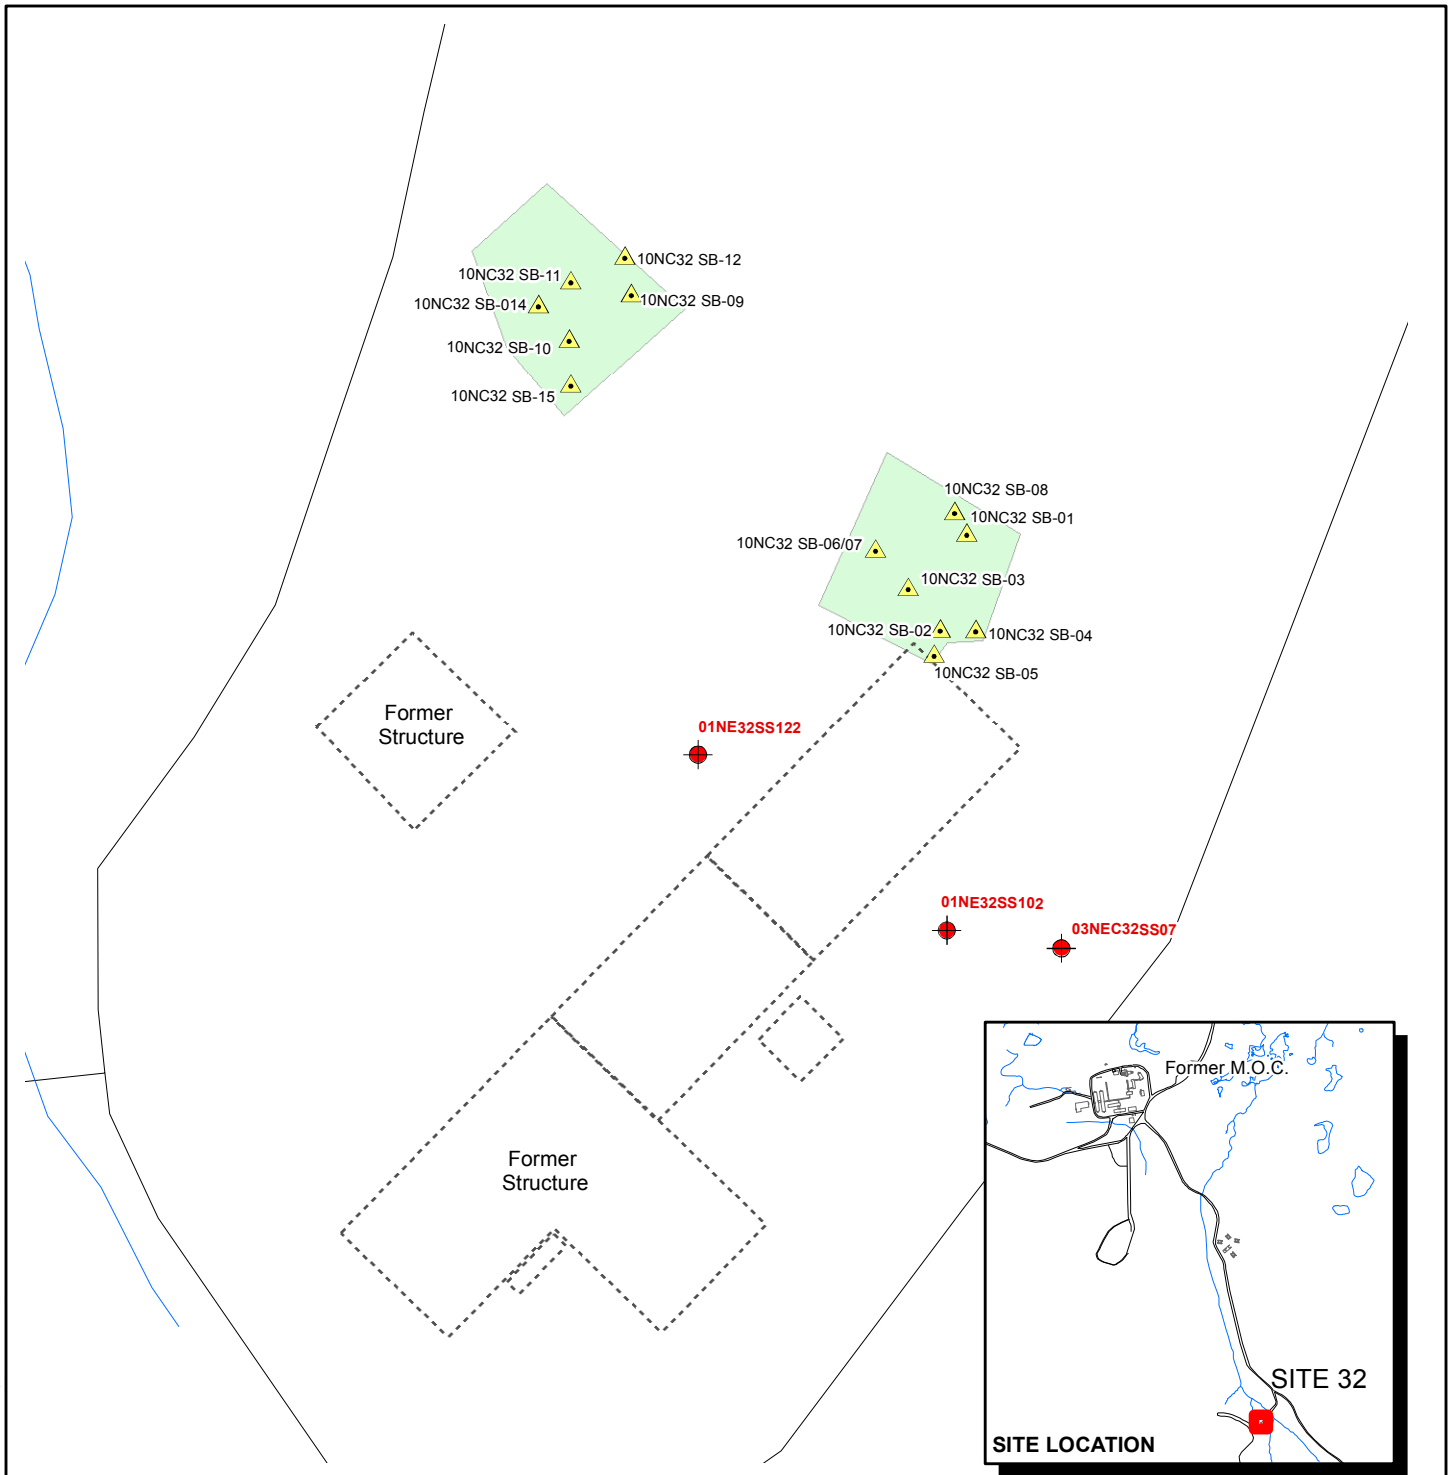 10NC32 SB-12
10NC32 SB-11
10NC32 SB-09
10NC32 SB-014
10NC32 SB-10
10NC32 SB-15
10NC32 SB-08
10NC32 SB-01
10NC32 SB-06/07
10NC32 SB-03
10NC32 SB-02
10NC32 SB-04
10NC32 SB-05
Former
Structure
01NE32SS122
01NE32SS102
03NEC32SS07
Former
Structure
Former M.O.C.
SITE 32
SITE LOCATION